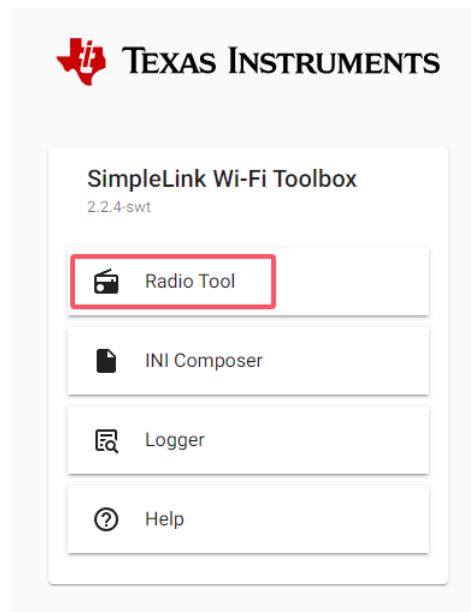 TEXAS INSTRUMENTS
SimpleLink Wi-Fi Toolbox
2.2.4-swt
Radio Tool
INI Composer
Logger
Help